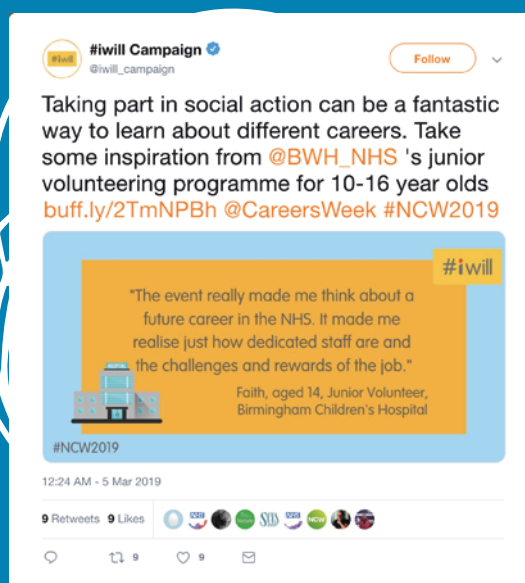 #iwill
#iwill Campaign
@iwill_campaign
Follow
Taking part in social action can be a fantastic
way to learn about different careers. Take
some inspiration from @BWH_NHS 's junior
volunteering programme for 10-16 year olds
buff.ly/2TmNPBh @CareersWeek #NCW2019
#iwill
"The event really made me think about a
future career in the NHS. It made me
realise just how dedicated staff are and
the challenges and rewards of the job."
Faith, aged 14, Junior Volunteer,
Birmingham Children's Hospital
#NCW2019
12:24 AM - 5 Mar 2019
9 Retweets 9 Likes
NHS
SOS
NHS
NCW
9 9